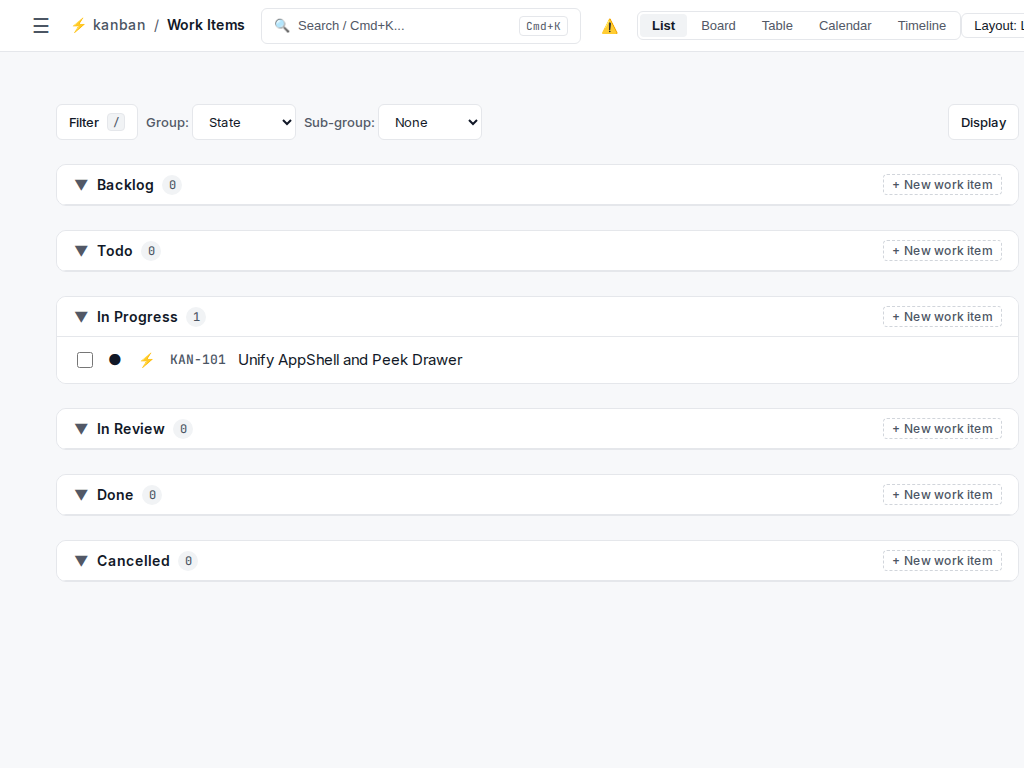 ☰ ⚡ kanban / Work Items 🔍 Search / Cmd+K... Cmd+K ⚠️ List Board Table Calendar Timeline Layout: L
Filter / Group: State Sub-group: None Display
▼ Backlog 0 + New work item
▼ Todo 0 + New work item
▼ In Progress 1 + New work item
⚡ KAN-101 Unify AppShell and Peek Drawer
▼ In Review 0 + New work item
▼ Done 0 + New work item
▼ Cancelled 0 + New work item